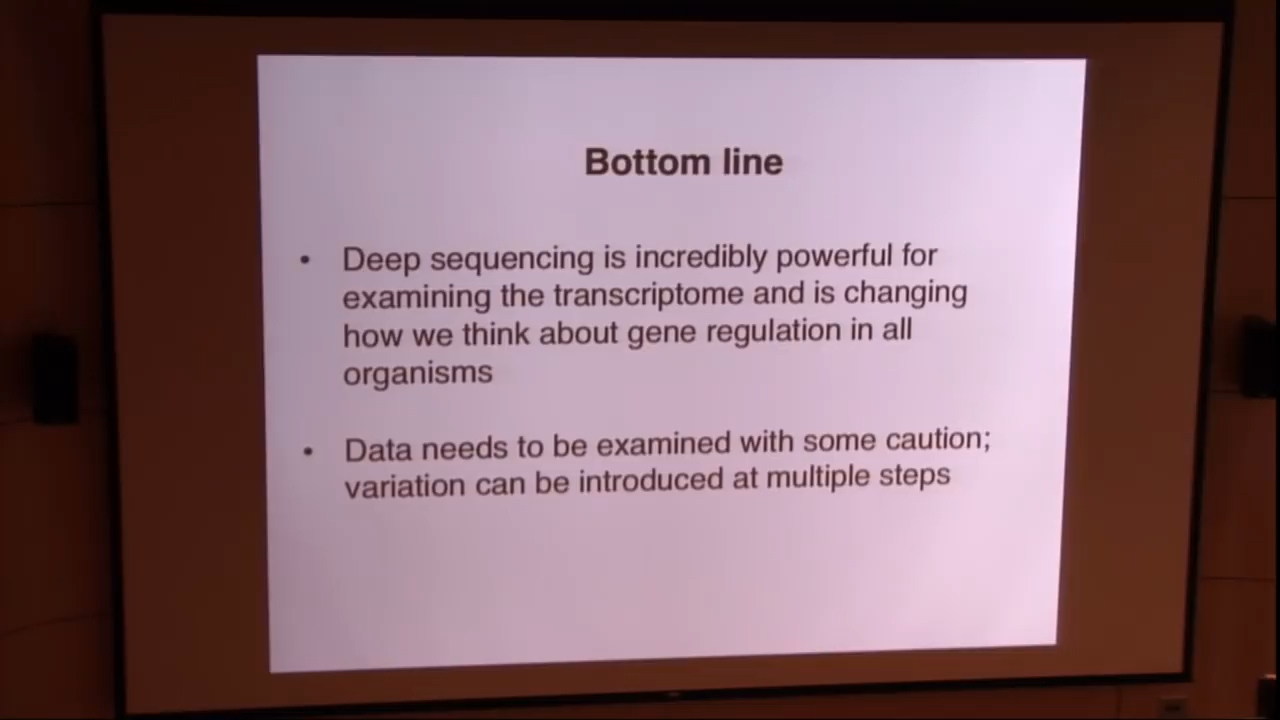 Bottom line
• Deep sequencing is incredibly powerful for
examining the transcriptome and is changing
how we think about gene regulation in all
organisms
• Data needs to be examined with some caution;
variation can be introduced at multiple steps